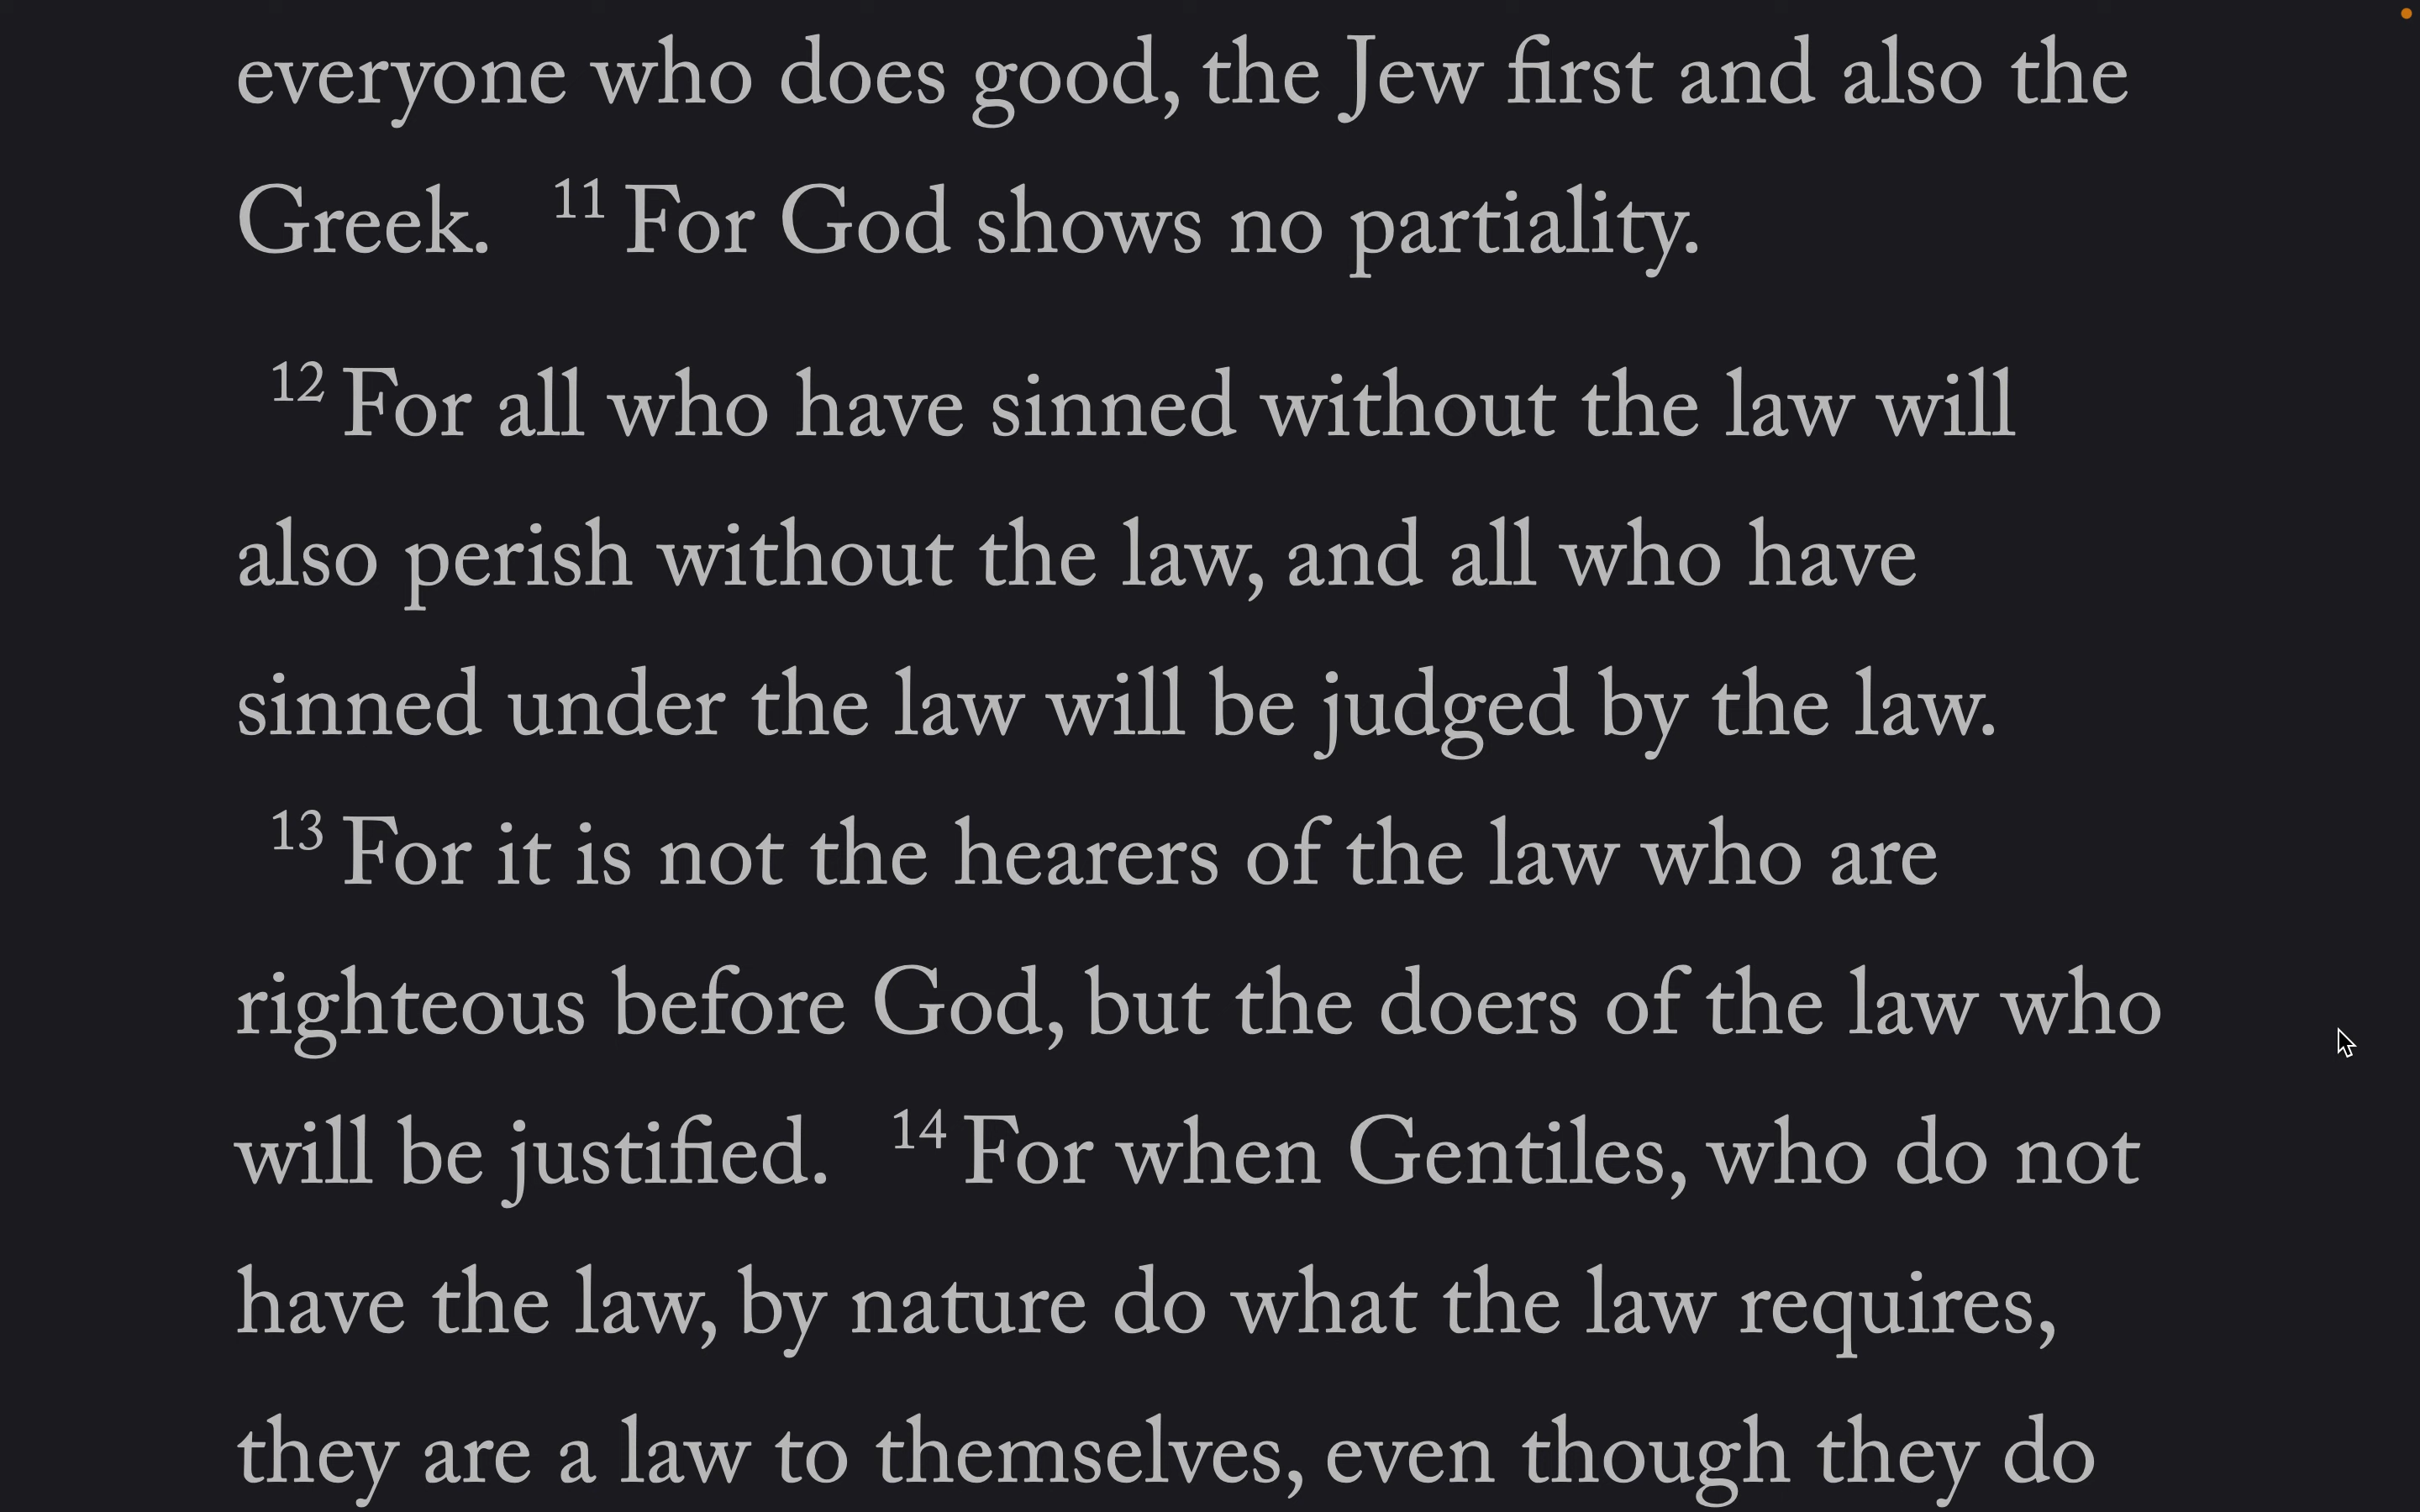 everyone who does good, the Jew first and also the
Greek. 11 For God shows no partiality.
12 For all who have sinned without the law will
also perish without the law, and all who have
sinned under the law will be judged by the law.
13 For it is not the hearers of the law who are
righteous before God, but the doers of the law who
will be justified. 14 For when Gentiles, who do not
have the law, by nature do what the law requires,
they are a law to themselves, even though they do